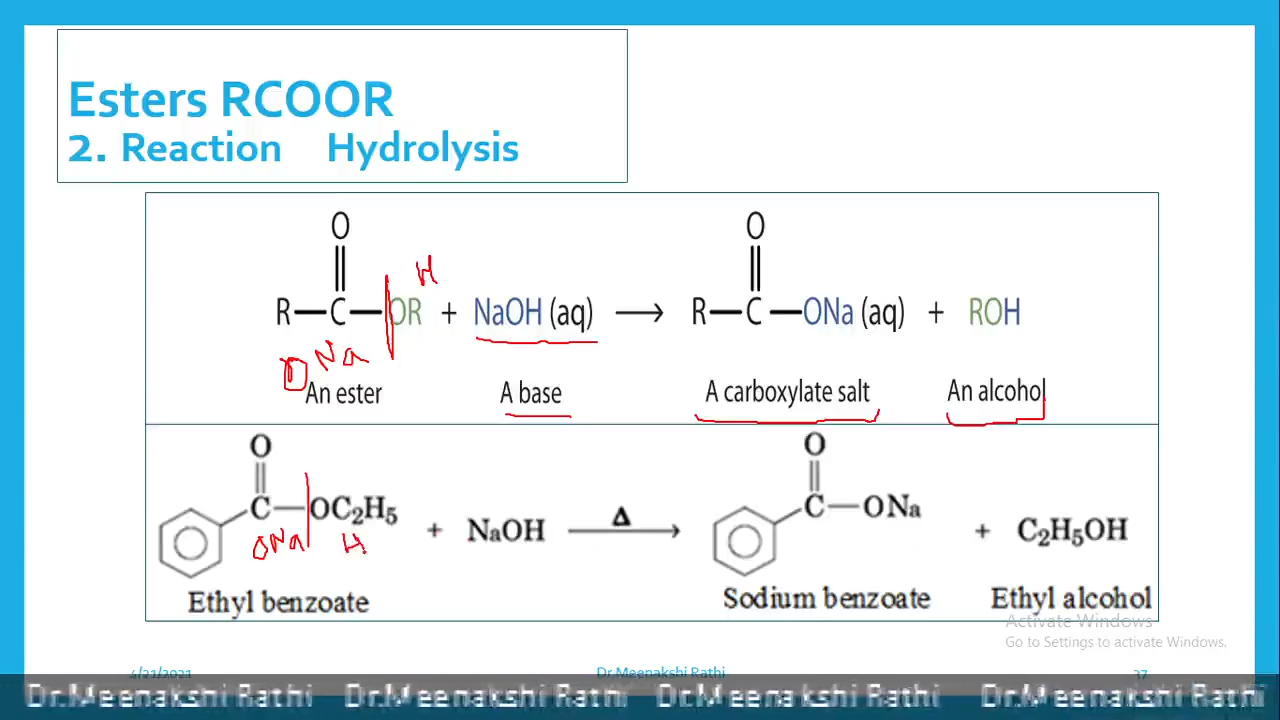 Esters RCOOR
2. Reaction Hydrolysis
O
H
R C OR + NaOH (aq) → R C ONa (aq) + ROH
O Na
An ester A base A carboxylate salt An alcohol
O O
C OC₂H₅ + NaOH Δ → C ONa + C₂H₅OH
ONa H
Ethyl benzoate Sodium benzoate Ethyl alcohol
Activate Windows
Go to Settings to activate Windows.
4/21/2021 Dr.Meenakshi Rathi 37
Dr.Meenakshi Rathi Dr.Meenakshi Rathi Dr.Meenakshi Rathi Dr.Meenakshi Rathi